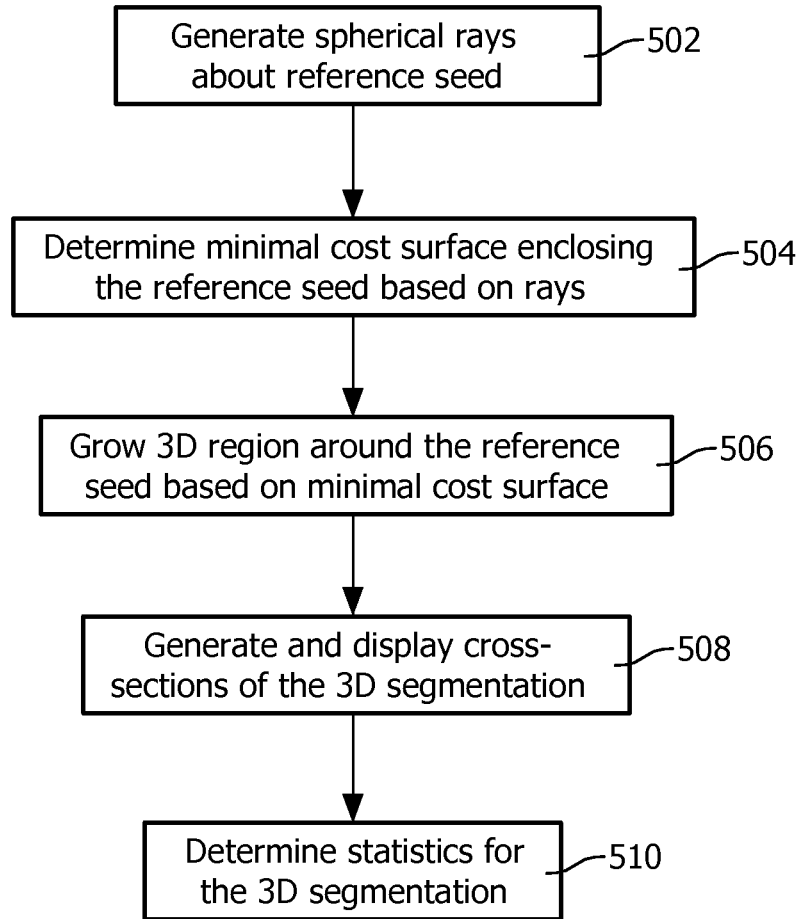 Generate spherical rays
about reference seed
502
Determine minimal cost surface enclosing
the reference seed based on rays
504
Grow 3D region around the reference
seed based on minimal cost surface
506
Generate and display cross-
sections of the 3D segmentation
508
Determine statistics for
the 3D segmentation
510